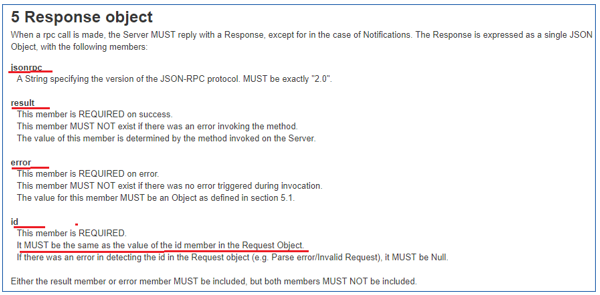 5 Response object
When a rpc call is made, the Server MUST reply with a Response, except for in the case of Notifications. The Response is expressed as a single JSON
Object, with the following members:
jsonrpc
A String specifying the version of the JSON-RPC protocol. MUST be exactly "2.0".
result
This member is REQUIRED on success.
This member MUST NOT exist if there was an error invoking the method.
The value of this member is determined by the method invoked on the Server.
error
This member is REQUIRED on error.
This member MUST NOT exist if there was no error triggered during invocation.
The value for this member MUST be an Object as defined in section 5.1.
id
This member is REQUIRED.
It MUST be the same as the value of the id member in the Request Object.
If there was an error in detecting the id in the Request object (e.g. Parse error/Invalid Request), it MUST be Null.
Either the result member or error member MUST be included, but both members MUST NOT be included.